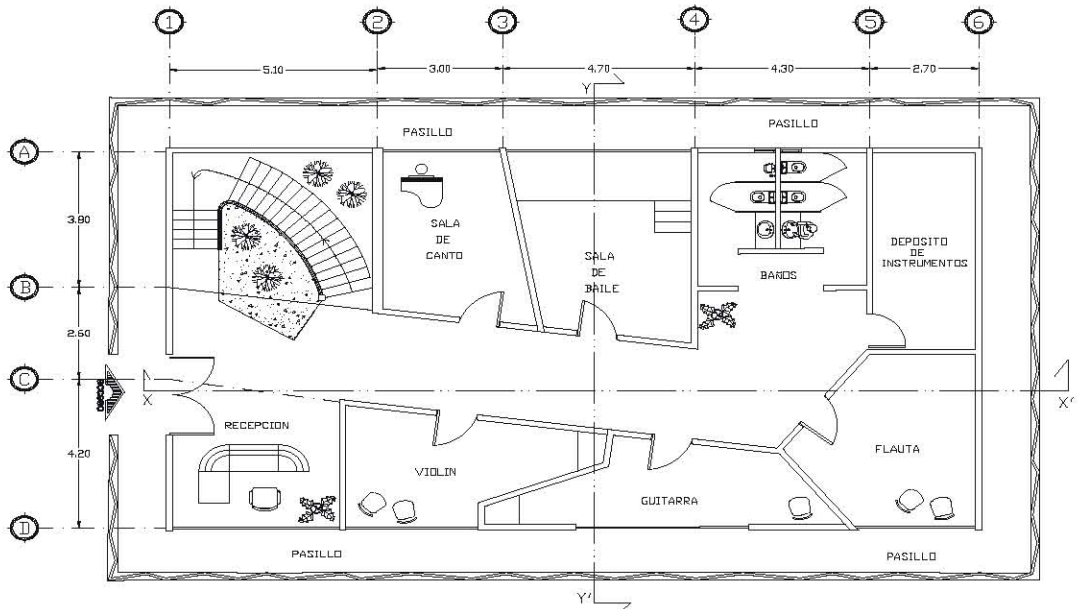 1 2 3 4 5 6
5.10 3.00 4.70 4.30 2.70
Y
PASILLO
PASILLO
A
3.80
SALA
DE
CANTO
SALA
DE
BAILE
BAÑOS
DEPOSITO
DE
INSTRUMENTOS
B
2.60
C
ACCESO
X
X'
RECEPCION
4.20
VIOLIN
GUITARRA
FLAUTA
D
PASILLO
PASILLO
Y'